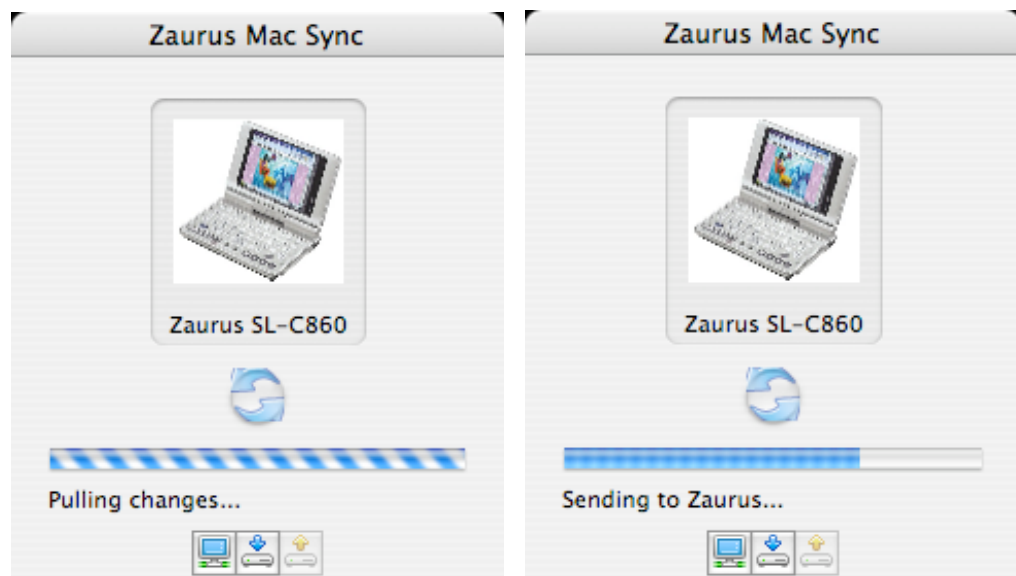 Zaurus Mac Sync
Zaurus SL-C860
Pulling changes...
Zaurus Mac Sync
Zaurus SL-C860
Sending to Zaurus...